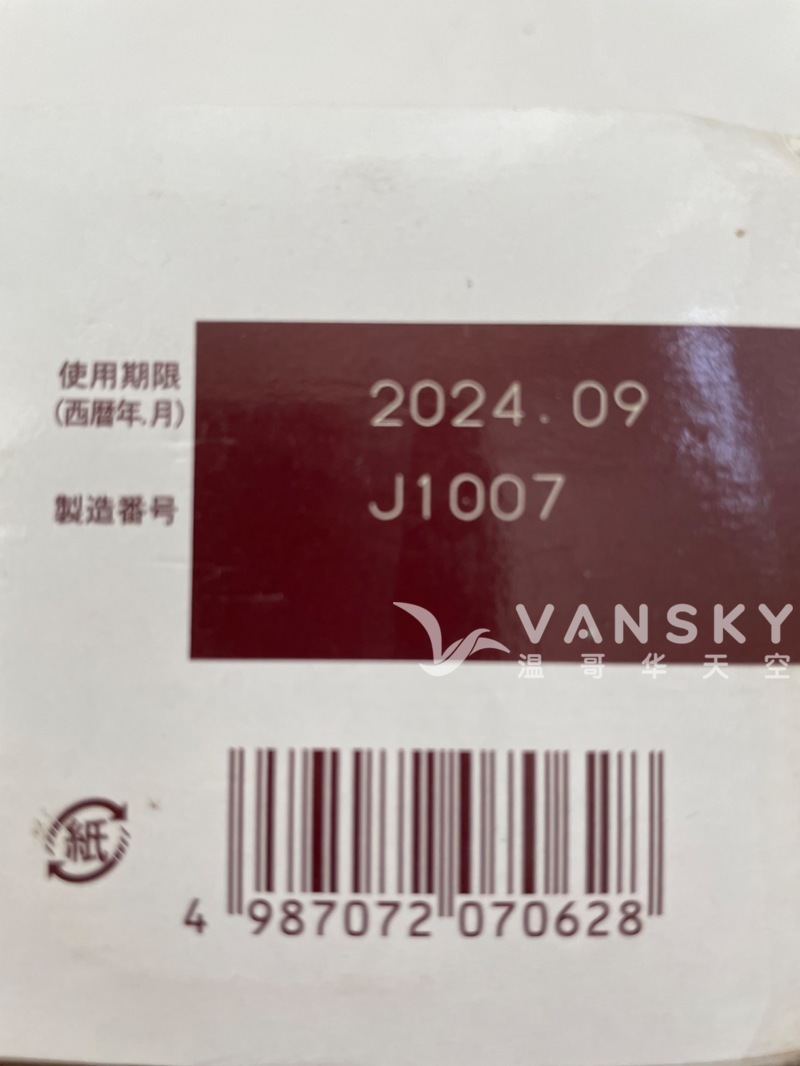 使用期限
(西暦年.月)
2024.09
製造番号
J1007
VANSKY
温哥华天空
紙
4 987072 070628